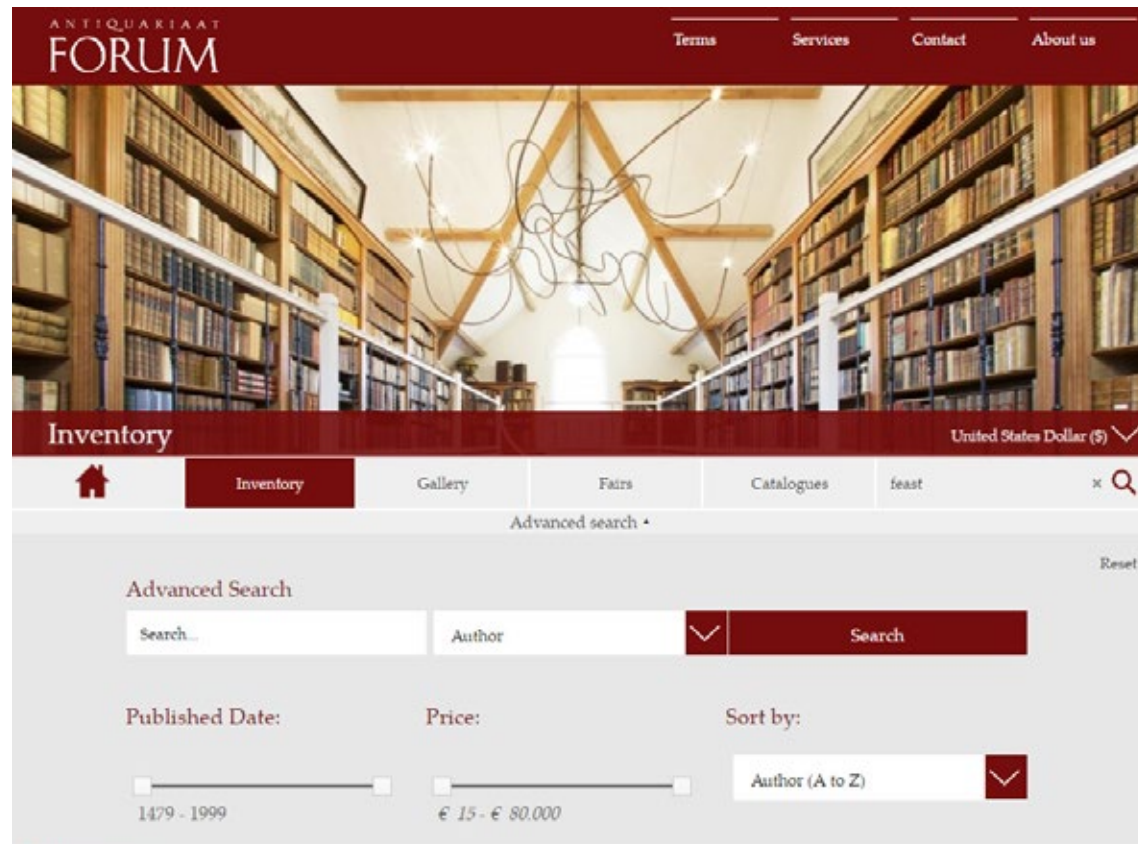 ANTIQUARIAAT
FORUM
Terms Services Contact About us
Inventory
United States Dollar ($)
Inventory Gallery Fairs Catalogues feast ×
Advanced search
Reset
Advanced Search
Search... Author Search
Published Date: Price: Sort by:
Author (A to Z)
1479 - 1999 € 15 - € 80.000